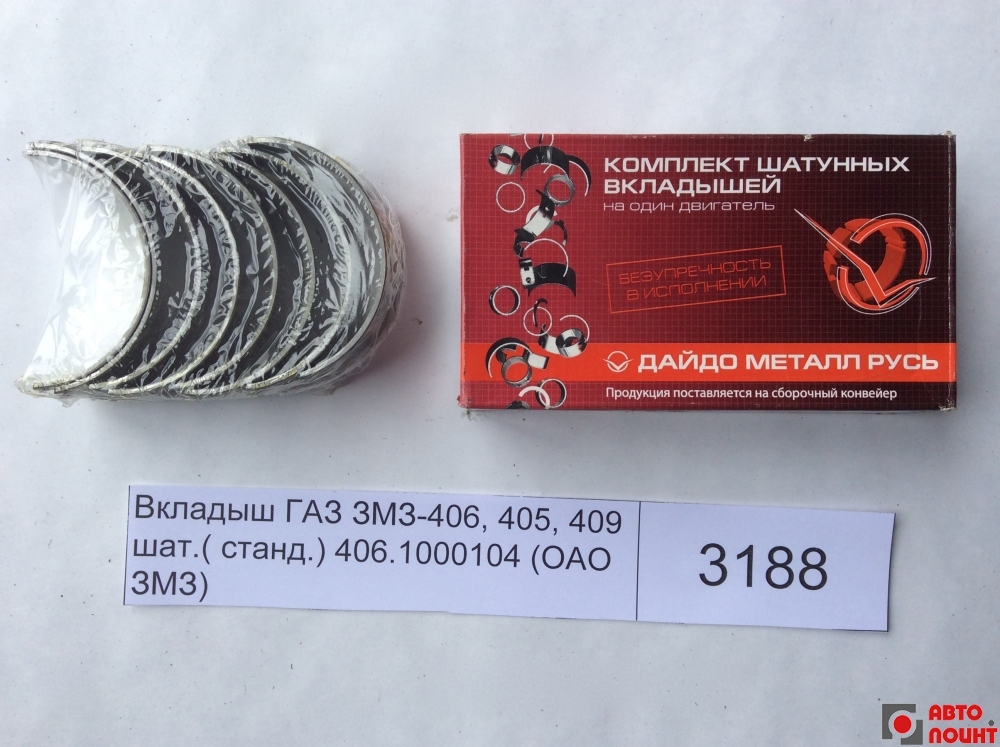 КОМПЛЕКТ ШАТУННЫХ
ВКЛАДЫШЕЙ
на один двигатель
БЕЗУПРЕЧНОСТЬ
В ИСПОЛНЕНИИ
ДАЙДО МЕТАЛЛ РУСЬ
Продукция поставляется на сборочный конвейер
Вкладыш ГАЗ ЗМЗ-406, 405, 409
шат.( станд.) 406.1000104 (ОАО
ЗМЗ)
3188
АВТО
ПОИНТ.